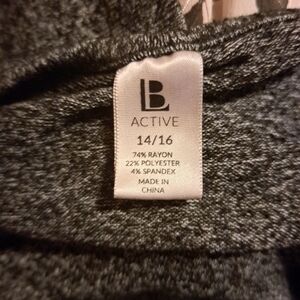 LB
ACTIVE
14/16
74% RAYON
22% POLYESTER
4% SPANDEX
MADE IN
CHINA